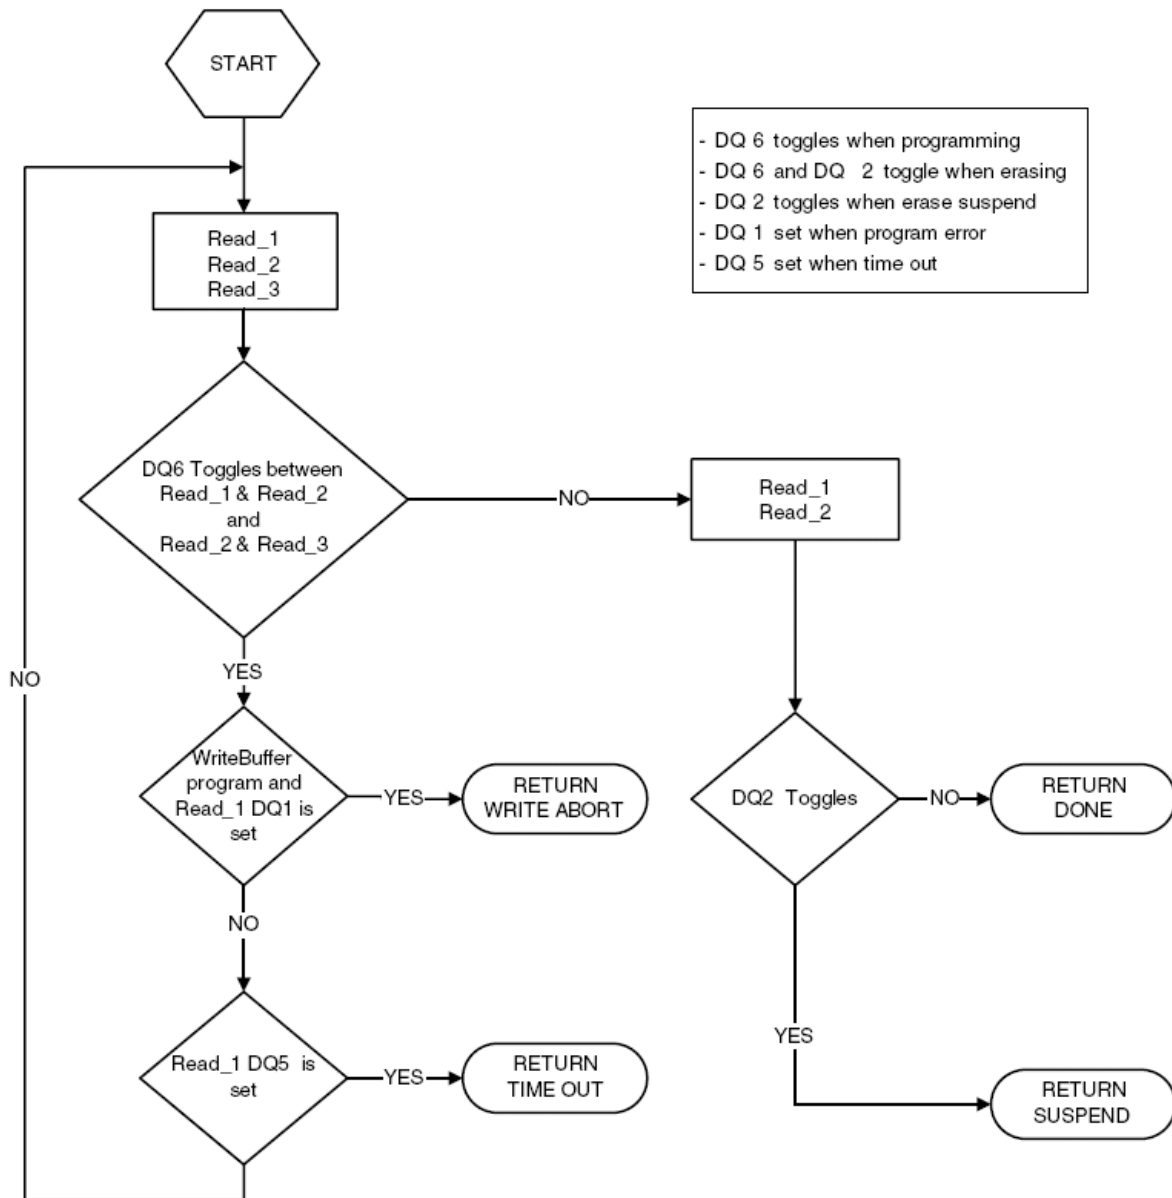 START
- DQ 6 toggles when programming
- DQ 6 and DQ 2 toggle when erasing
- DQ 2 toggles when erase suspend
- DQ 1 set when program error
- DQ 5 set when time out
Read_1
Read_2
Read_3
DQ6 Toggles between
Read_1 & Read_2
and
Read_2 & Read_3
NO
Read_1
Read_2
YES
NO
WriteBuffer
program and
Read_1 DQ1 is
set
YES
RETURN
WRITE ABORT
DQ2 Toggles
NO
RETURN
DONE
NO
YES
Read_1 DQ5 is
set
YES
RETURN
TIME OUT
RETURN
SUSPEND